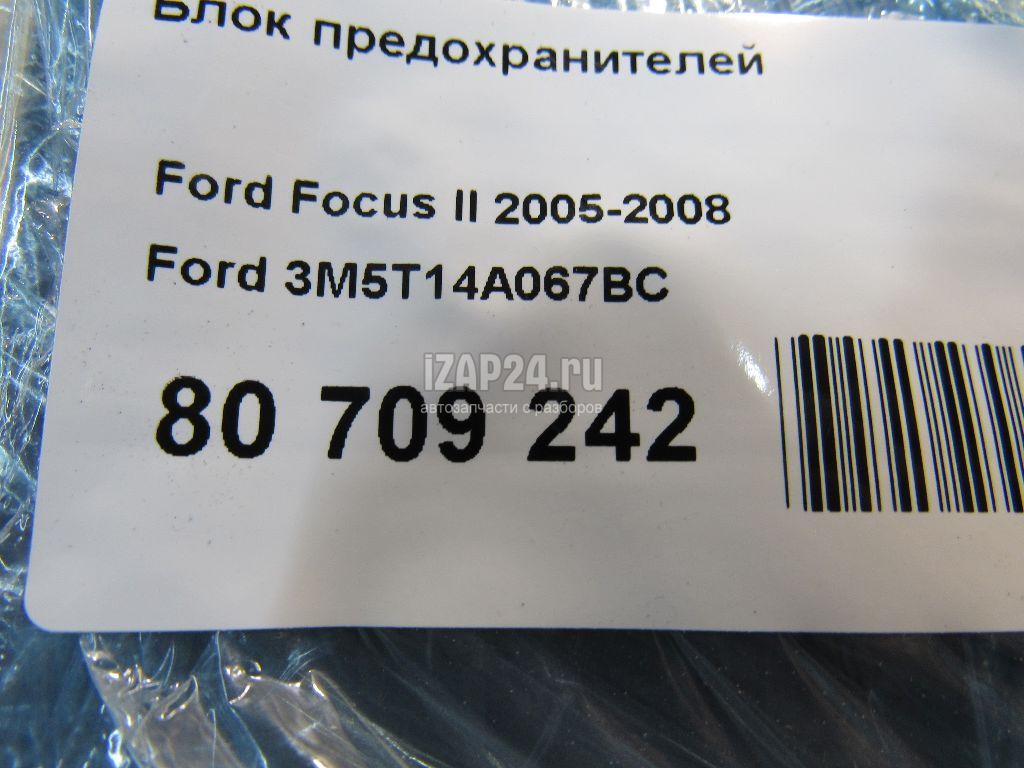 Блок предохранителей
Ford Focus II 2005-2008
Ford 3M5T14A067BC
iZAP24.ru
автозапчасти с разборов
80 709 242